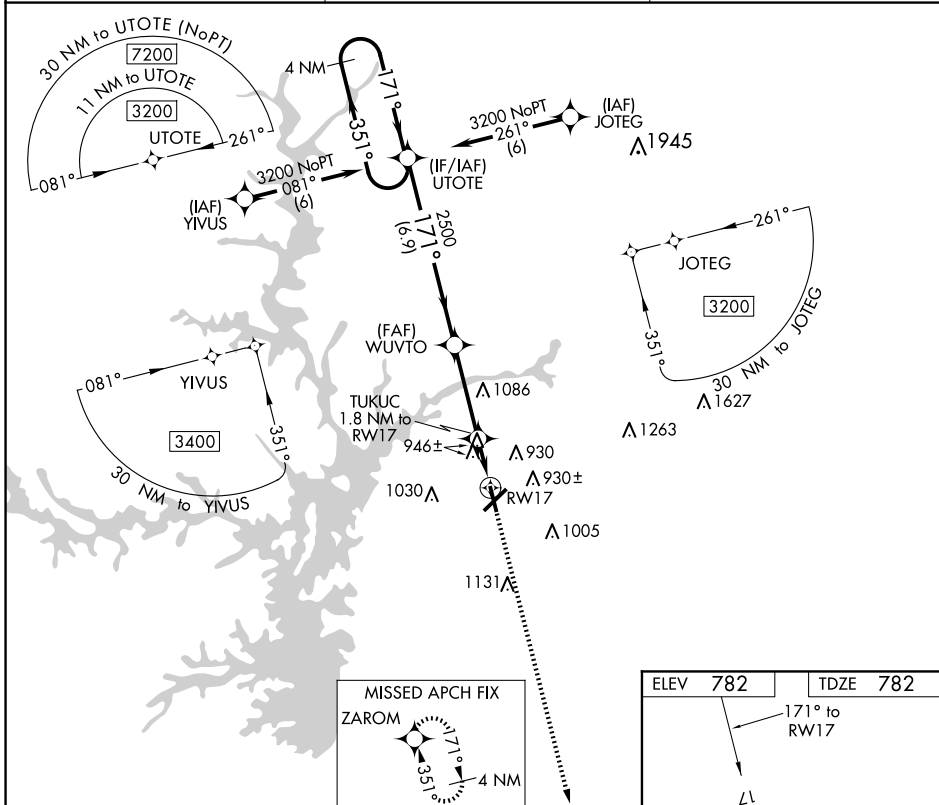 30 NM to UTOTE (NoPT)
7200
11 NM to UTOTE
3200
UTOTE
081°
261°
4 NM
171°
351°
3200 NoPT
261°
(6)
(IAF)
JOTEG
1945
(IF/IAF)
UTOTE
3200 NoPT
081°
(6)
(IAF)
YIVUS
2500
171°
(6.9)
261°
JOTEG
3200
351°
30 NM to JOTEG
(FAF)
WUVTO
081°
YIVUS
3400
351°
30 NM to YIVUS
1086
TUKUC
1.8 NM to
RW17
946±
930
930±
RW17
1030
1005
1131
1627
1263
MISSED APCH FIX
ZAROM
171°
351°
4 NM
ELEV 782
TDZE 782
171° to
RW17
17